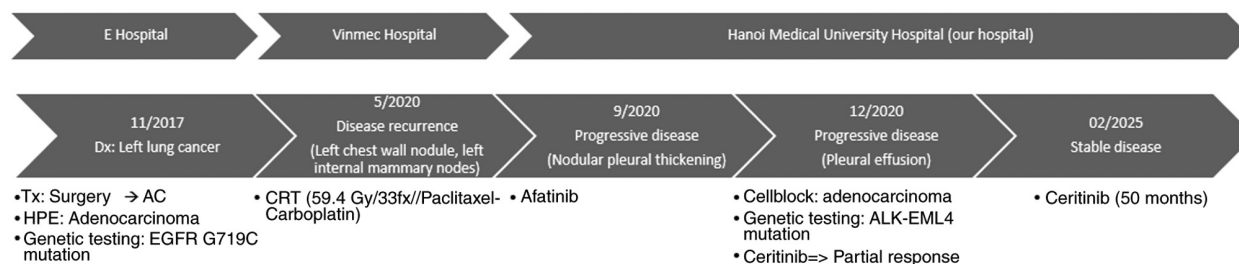 E Hospital
Vinmec Hospital
Hanoi Medical University Hospital (our hospital)
11/2017
Dx: Left lung cancer
5/2020
Disease recurrence
(Left chest wall nodule, left
internal mammary nodes)
9/2020
Progressive disease
(Nodular pleural thickening)
12/2020
Progressive disease
(Pleural effusion)
02/2025
Stable disease
•Tx: Surgery → AC
•HPE: Adenocarcinoma
•Genetic testing: EGFR G719C
mutation
• CRT (59.4 Gy/33fx//Paclitaxel-
Carboplatin)
• Afatinib
• Cellblock: adenocarcinoma
• Genetic testing: ALK-EML4
mutation
• Ceritinib=> Partial response
• Ceritinib (50 months)